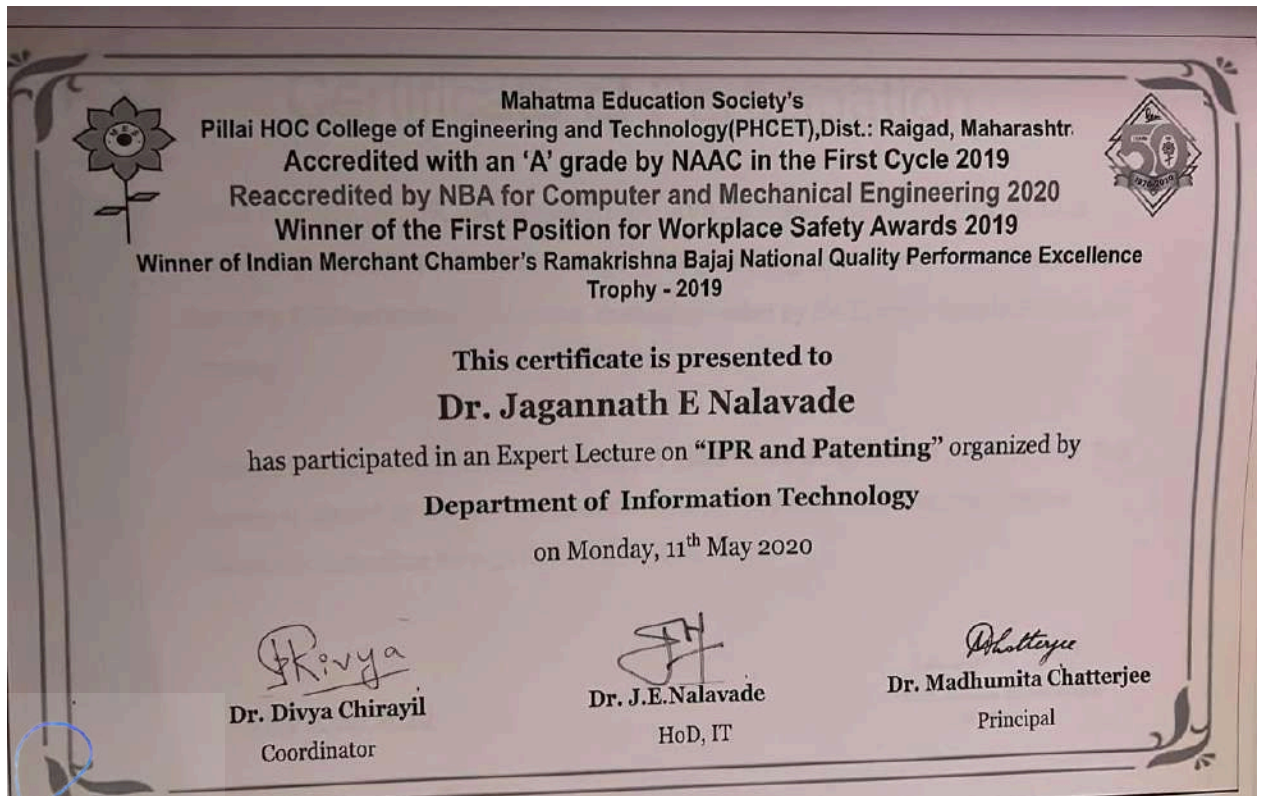 Mahatma Education Society's
Pillai HOC College of Engineering and Technology(PHCET),Dist.: Raigad, Maharashtr
Accredited with an 'A' grade by NAAC in the First Cycle 2019
Reaccredited by NBA for Computer and Mechanical Engineering 2020
Winner of the First Position for Workplace Safety Awards 2019
Winner of Indian Merchant Chamber's Ramakrishna Bajaj National Quality Performance Excellence
Trophy - 2019
50
1970-2020
This certificate is presented to
Dr. Jagannath E Nalavade
has participated in an Expert Lecture on “IPR and Patenting” organized by
Department of Information Technology
on Monday, 11th May 2020
Dr. Divya Chirayil
Coordinator
Dr. J.E.Nalavade
HoD, IT
Dr. Madhumita Chatterjee
Principal